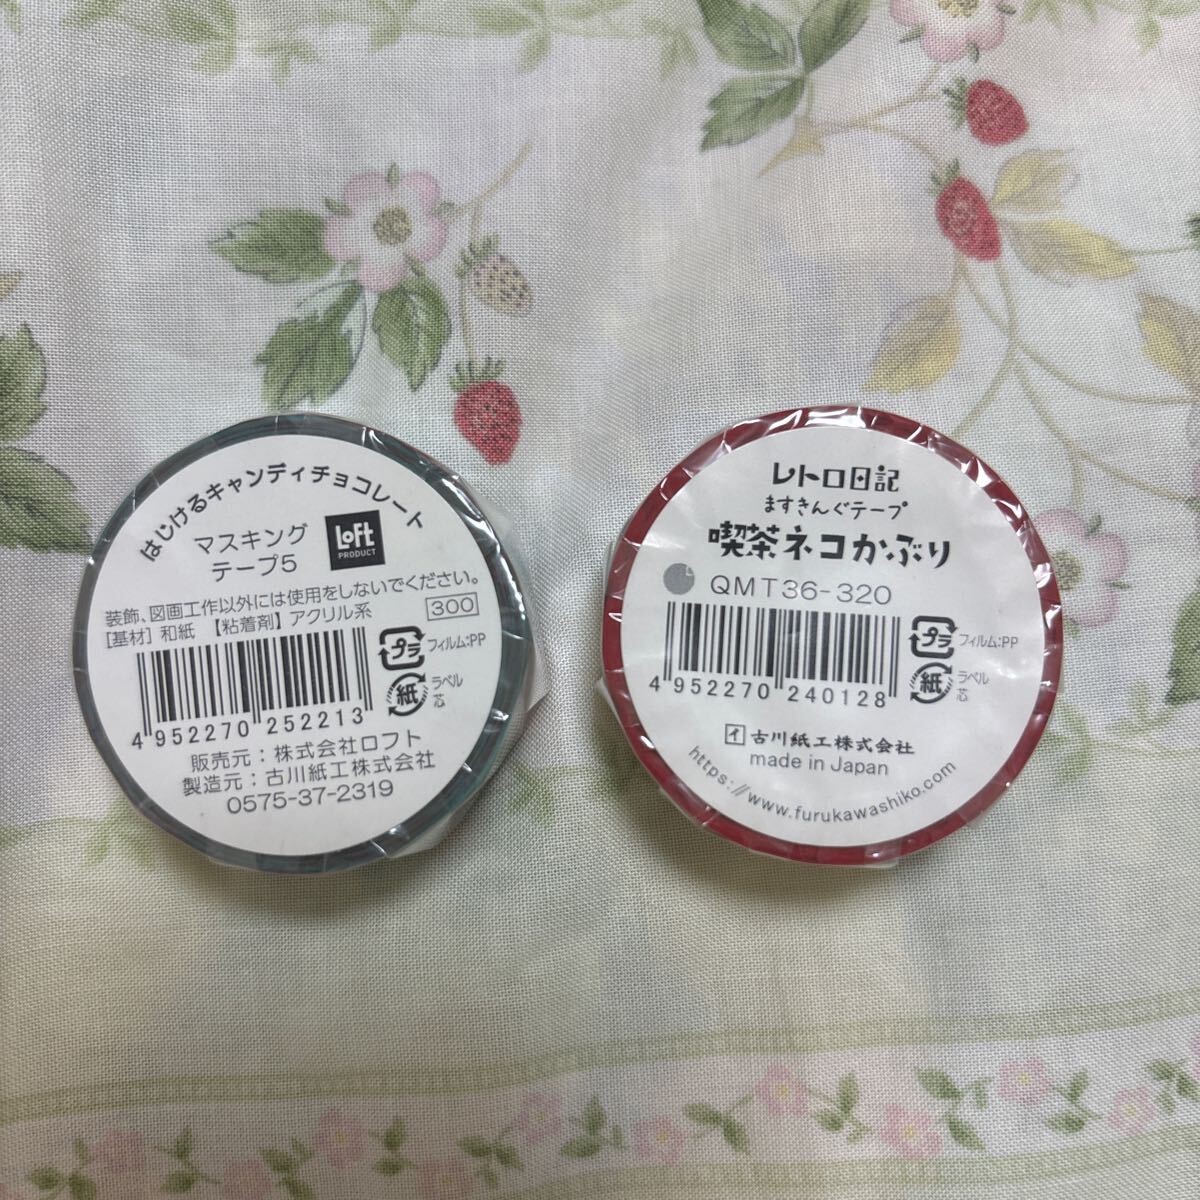 はじけるキャンディチョコレート
マスキング
テープ5
Loft
PRODUCT
装飾、図画工作以外には使用をしないでください。
[基材] 和紙 【粘着剤】 アクリル系
300
プラ
フィルム:PP
紙
ラベル
芯
4 952270 252213
販売元：株式会社ロフト
製造元：古川紙工株式会社
0575-37-2319
レトロ日記
ますきんぐテープ
喫茶ネコかぶり
QMT36-320
プラ
フィルム:PP
紙
ラベル
芯
4 952270 240128
イ 古川紙工株式会社
made in Japan
https://www.furukawashiko.com